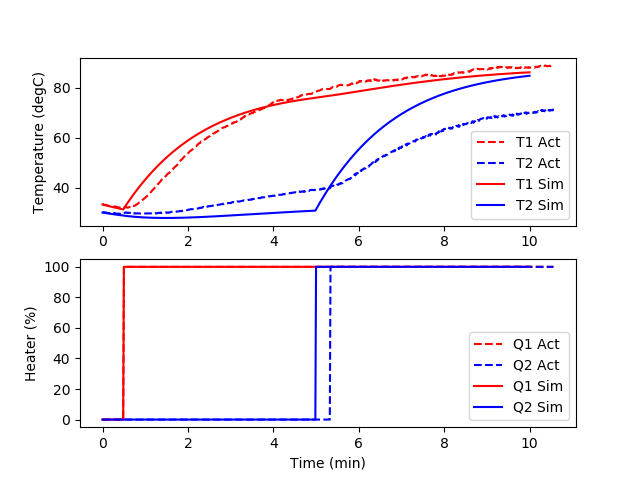 Temperature (degC)
80
60
40
T1 Act
T2 Act
T1 Sim
T2 Sim
0 2 4 6 8 10
Heater (%)
100
80
60
40
20
0
Q1 Act
Q2 Act
Q1 Sim
Q2 Sim
0 2 4 6 8 10
Time (min)